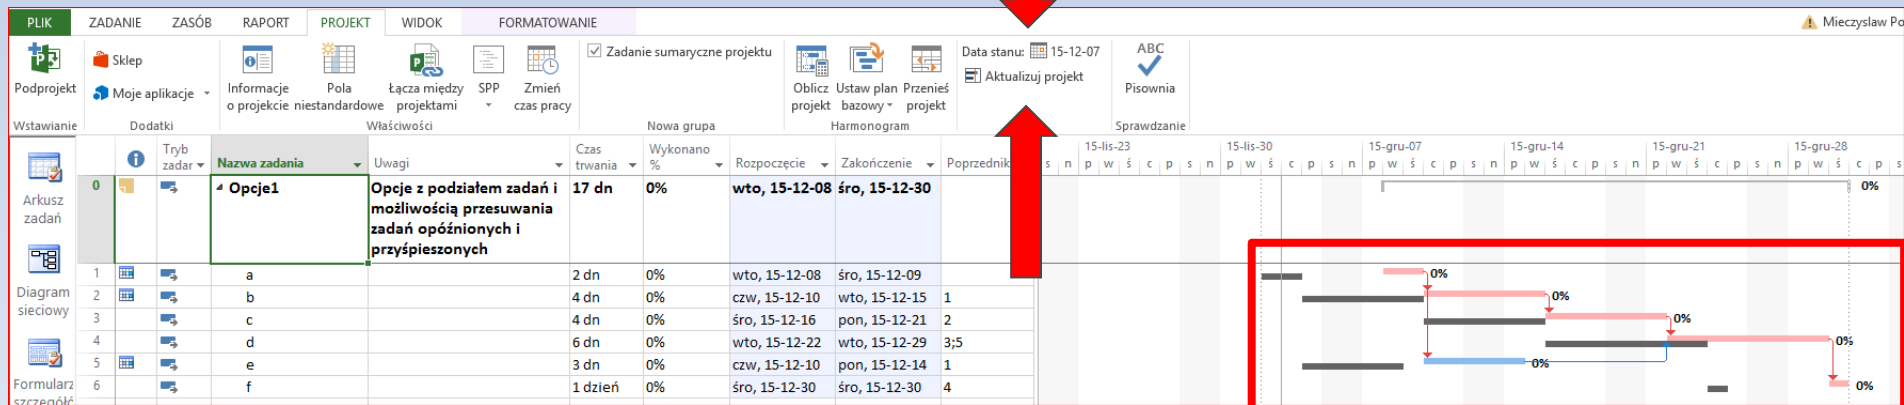 PLIK ZADANIE ZASÓB RAPORT PROJEKT WIDOK FORMATOWANIE Mieczyslaw Po
Sklep
Zadanie sumaryczne projektu
Data stanu: 15-12-07
ABC
Podprojekt
Moje aplikacje
Informacje o projekcie
Pola niestandardowe
Łącza między projektami
SPP
Zmień czas pracy
Oblicz projekt
Ustaw plan bazowy
Przenieś projekt
Aktualizuj projekt
Pisownia
Wstawianie Dodatki Właściwości Nowa grupa Harmonogram Sprawdzanie
Tryb zadar Nazwa zadania Uwagi Czas trwania Wykonano % Rozpoczęcie Zakończenie Poprzednik
15-lis-23 15-lis-30 15-gru-07 15-gru-14 15-gru-21 15-gru-28
s n p w ś c p s n p w ś c p s n p w ś c p s n p w ś c p s n p w ś c p s n p w ś c p s
Arkusz zadań
Diagram sieciowy
Formularz
szczegółć
0 Opcje1 Opcje z podziałem zadań i 17 dn 0% wto, 15-12-08 śro, 15-12-30 0%
możliwością przesuwania
zadań opóźnionych i
przyśpieszonych
1 a 2 dn 0% wto, 15-12-08 śro, 15-12-09 0%
2 b 4 dn 0% czw, 15-12-10 wto, 15-12-15 1 0%
3 c 4 dn 0% śro, 15-12-16 pon, 15-12-21 2 0%
4 d 6 dn 0% wto, 15-12-22 wto, 15-12-29 3;5 0%
5 e 3 dn 0% czw, 15-12-10 pon, 15-12-14 1 0%
6 f 1 dzień 0% śro, 15-12-30 śro, 15-12-30 4 0%